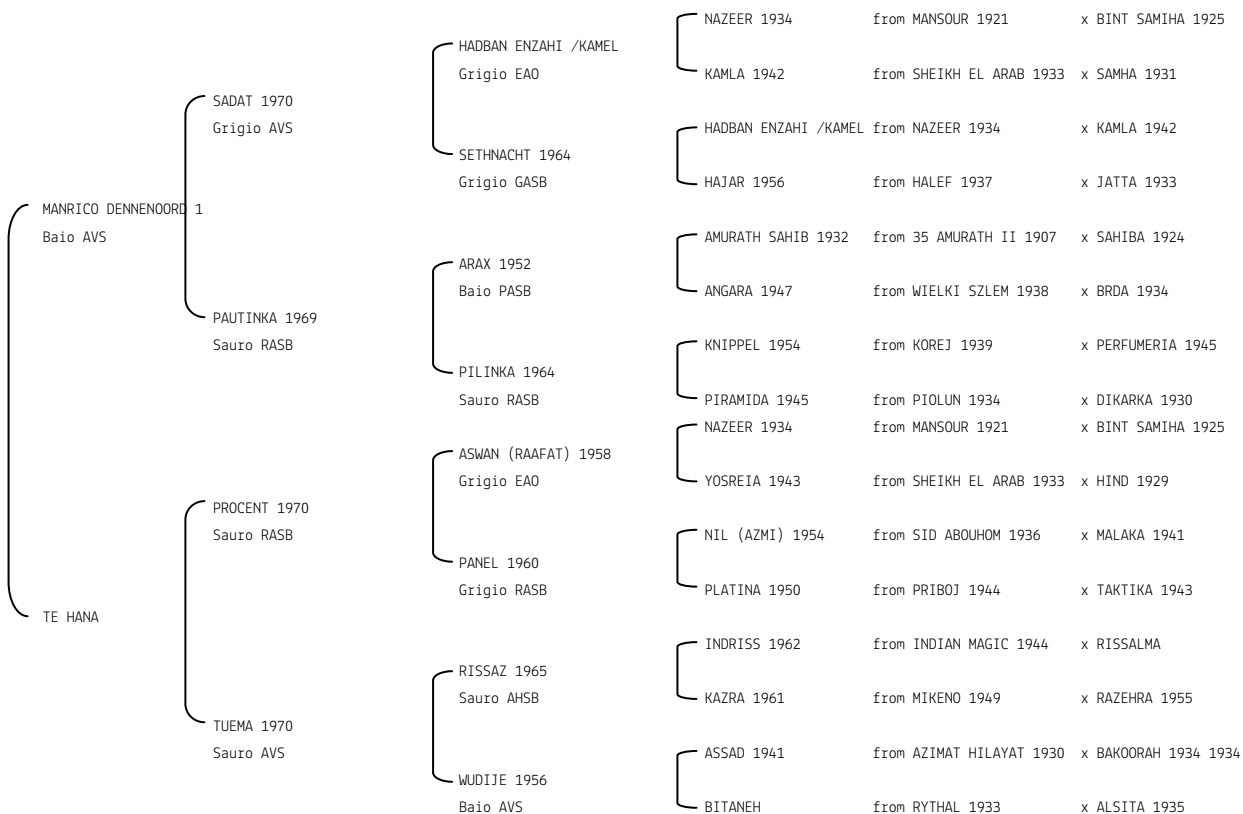 NAZEER 1934 from MANSOUR 1921 x BINT SAMIHA 1925
HADBAN ENZAHI /KAMEL
Grigio EAO
KAMLA 1942 from SHEIKH EL ARAB 1933 x SAMHA 1931
SADAT 1970
Grigio AVS
HADBAN ENZAHI /KAMEL from NAZEER 1934 x KAMLA 1942
SETHNACHT 1964
Grigio GASB
HAJAR 1956 from HALEF 1937 x JATTA 1933
MANRICO DENNENOORD 1
Baio AVS
AMURATH SAHIB 1932 from 35 AMURATH II 1907 x SAHIBA 1924
ARAX 1952
Baio PASB
ANGARA 1947 from WIELKI SZLEM 1938 x BRDA 1934
PAUTINKA 1969
Sauro RASB
KNIPPEL 1954 from KOREJ 1939 x PERFUMERIA 1945
PILINKA 1964
Sauro RASB
PIRAMIDA 1945 from PIOLUN 1934 x DIKARKA 1930
NAZEER 1934 from MANSOUR 1921 x BINT SAMIHA 1925
ASWAN (RAAFAT) 1958
Grigio EAO
YOSREIA 1943 from SHEIKH EL ARAB 1933 x HIND 1929
PROCENT 1970
Sauro RASB
NIL (AZMI) 1954 from SID ABOUHOM 1936 x MALAKA 1941
PANEL 1960
Grigio RASB
PLATINA 1950 from PRIBOJ 1944 x TAKTIKA 1943
TE HANA
INDRISS 1962 from INDIAN MAGIC 1944 x RISSALMA
RISSAZ 1965
Sauro AHSB
KAZRA 1961 from MIKENO 1949 x RAZEHRA 1955
TUEMA 1970
Sauro AVS
ASSAD 1941 from AZIMAT HILAYAT 1930 x BAKOORAH 1934 1934
WUDIJE 1956
Baio AVS
BITANEH from RYTHAL 1933 x ALSITA 1935